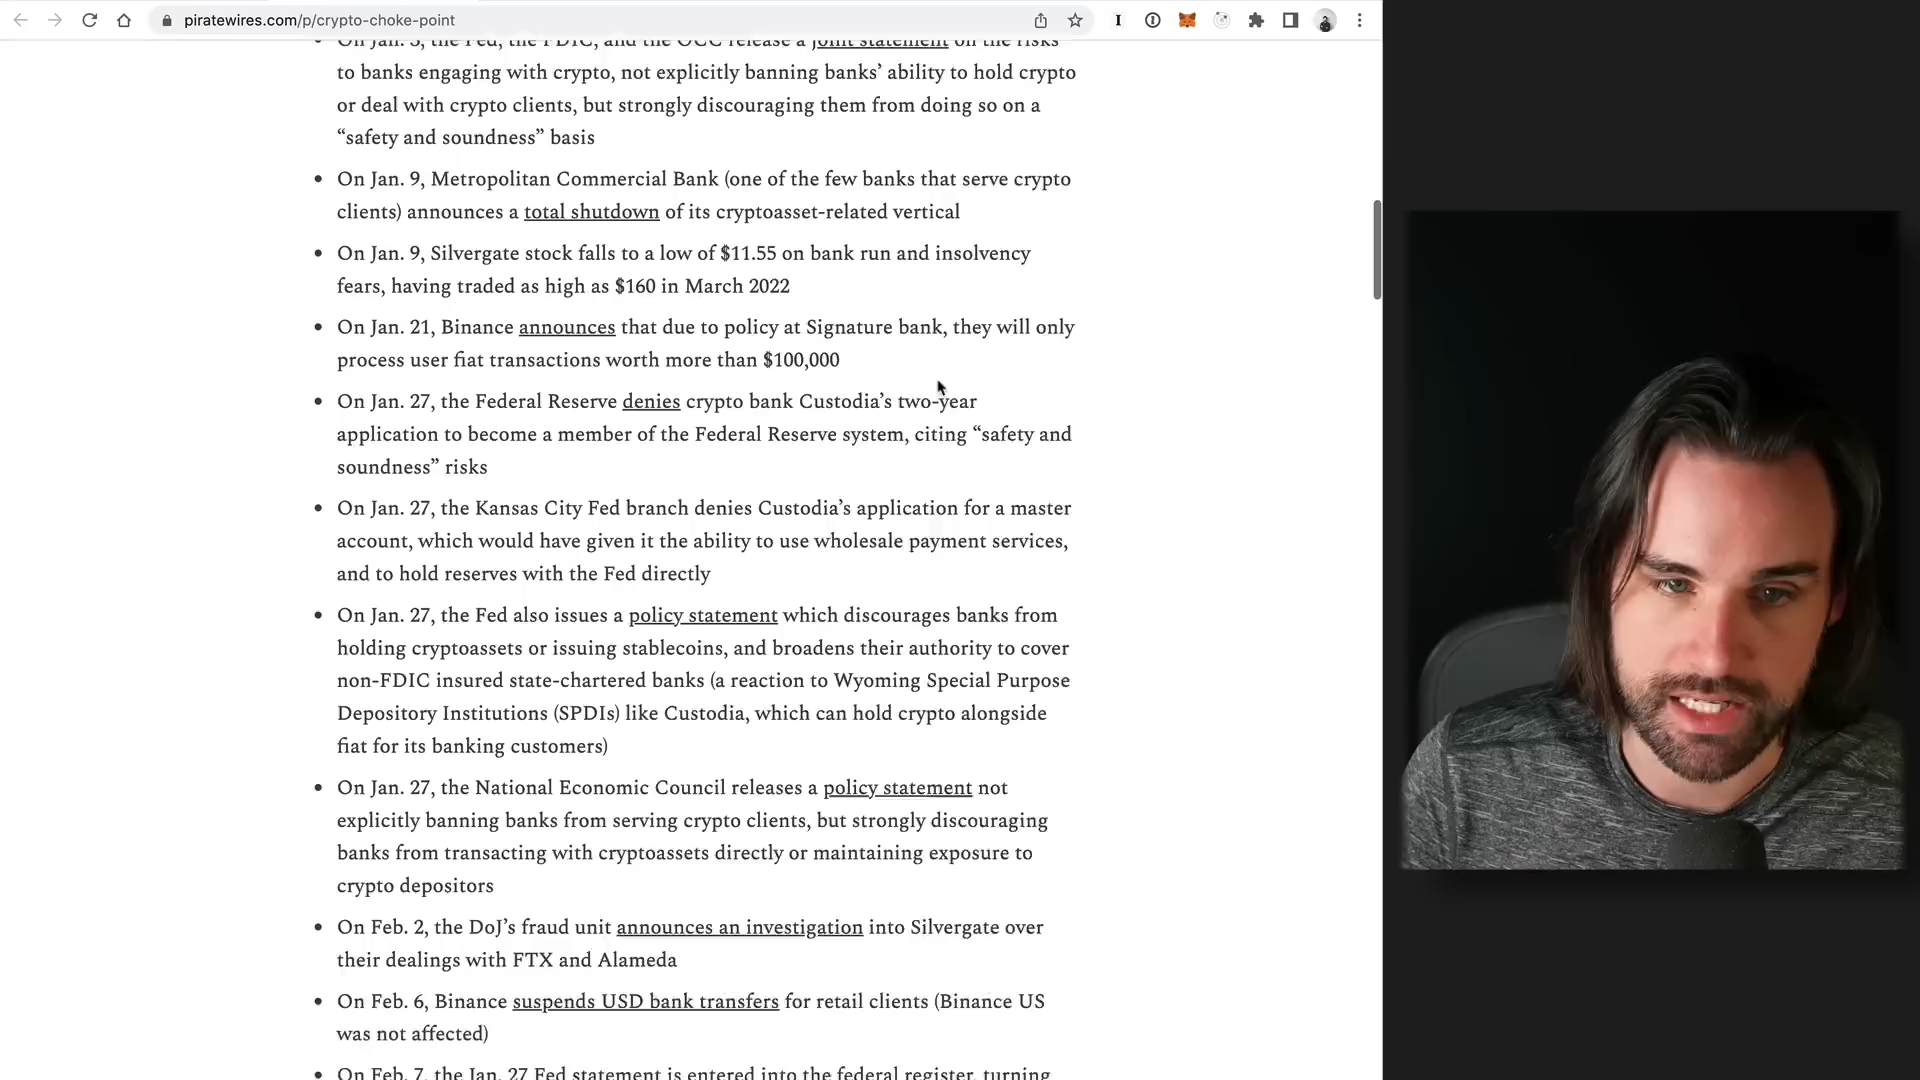 piratewires.com/p/crypto-choke-point
On Jan. 3, the Fed, the FDIC, and the OCC release a joint statement on the risks
to banks engaging with crypto, not explicitly banning banks’ ability to hold crypto
or deal with crypto clients, but strongly discouraging them from doing so on a
“safety and soundness” basis
• On Jan. 9, Metropolitan Commercial Bank (one of the few banks that serve crypto
clients) announces a total shutdown of its cryptoasset-related vertical
• On Jan. 9, Silvergate stock falls to a low of $11.55 on bank run and insolvency
fears, having traded as high as $160 in March 2022
• On Jan. 21, Binance announces that due to policy at Signature bank, they will only
process user fiat transactions worth more than $100,000
• On Jan. 27, the Federal Reserve denies crypto bank Custodia’s two-year
application to become a member of the Federal Reserve system, citing “safety and
soundness” risks
• On Jan. 27, the Kansas City Fed branch denies Custodia’s application for a master
account, which would have given it the ability to use wholesale payment services,
and to hold reserves with the Fed directly
• On Jan. 27, the Fed also issues a policy statement which discourages banks from
holding cryptoassets or issuing stablecoins, and broadens their authority to cover
non-FDIC insured state-chartered banks (a reaction to Wyoming Special Purpose
Depository Institutions (SPDIs) like Custodia, which can hold crypto alongside
fiat for its banking customers)
• On Jan. 27, the National Economic Council releases a policy statement not
explicitly banning banks from serving crypto clients, but strongly discouraging
banks from transacting with cryptoassets directly or maintaining exposure to
crypto depositors
• On Feb. 2, the DoJ’s fraud unit announces an investigation into Silvergate over
their dealings with FTX and Alameda
• On Feb. 6, Binance suspends USD bank transfers for retail clients (Binance US
was not affected)
• On Feb. 7, the Jan. 27 Fed statement is entered into the federal register, turning